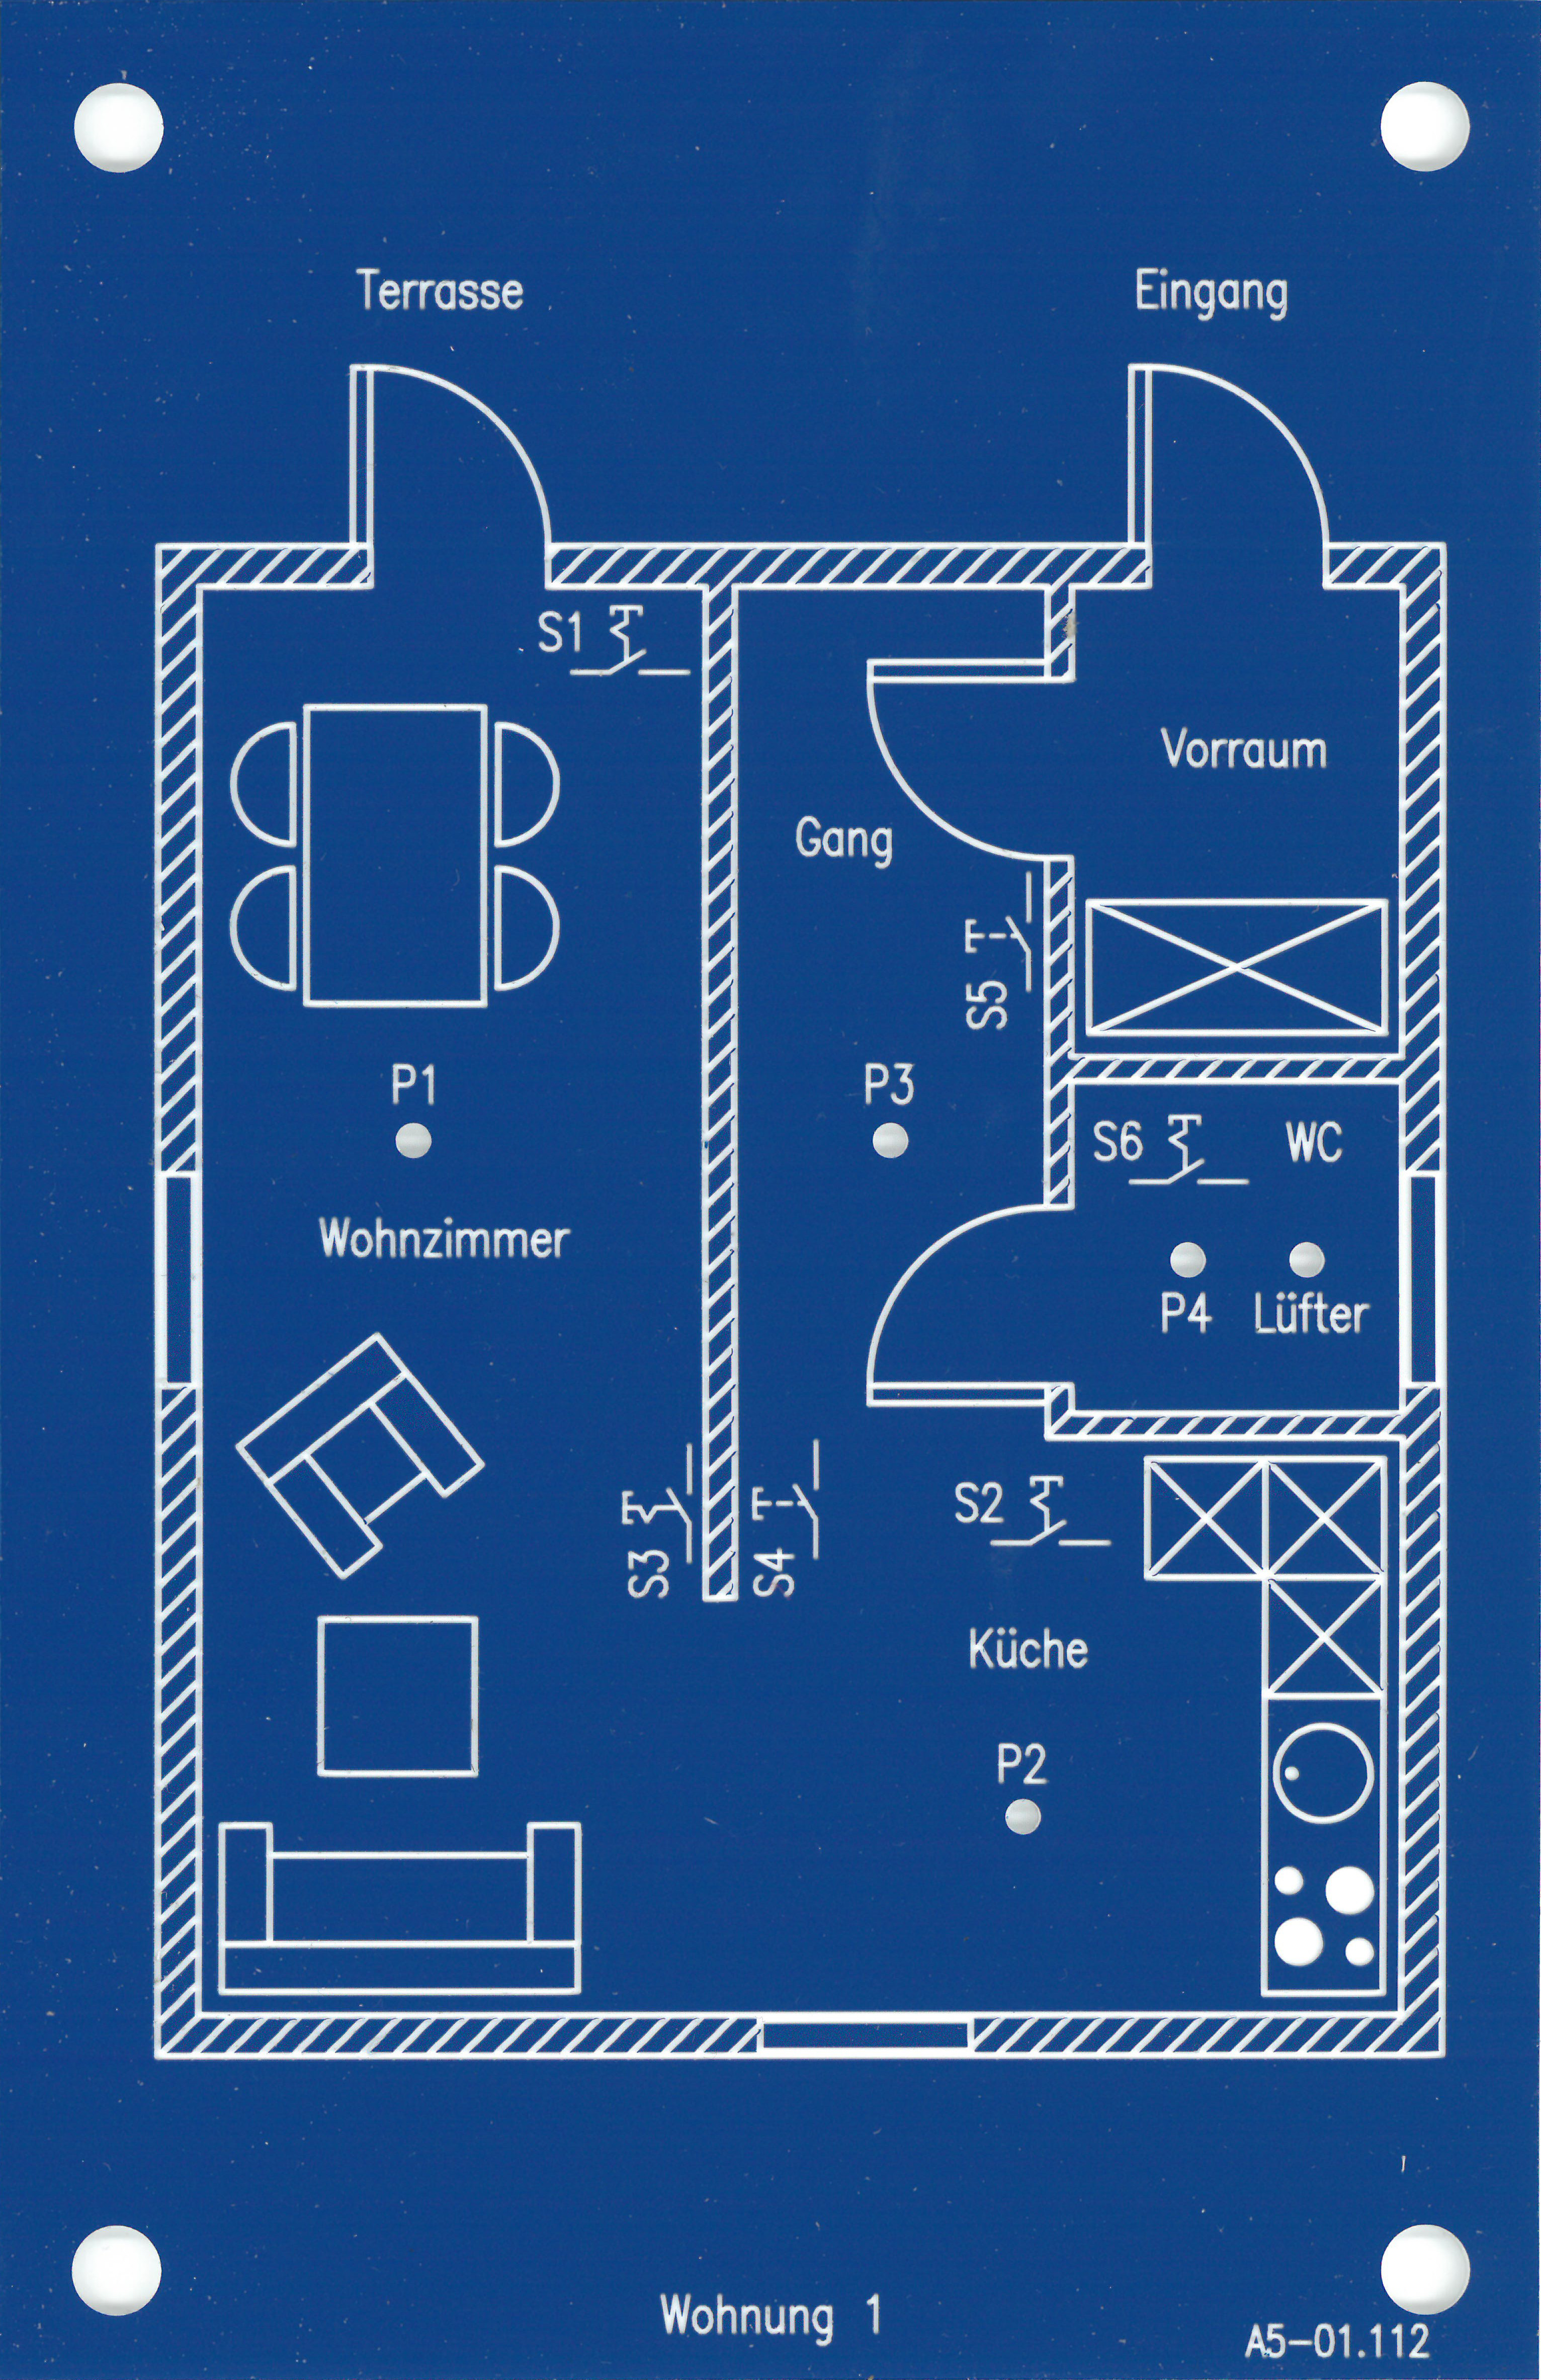 Terrasse
Eingang
S1
Vorraum
Gang
S5
P1
P3
S6
WC
Wohnzimmer
P4
Lüfter
S3
S4
S2
Küche
P2
Wohnung 1
A5-01.112